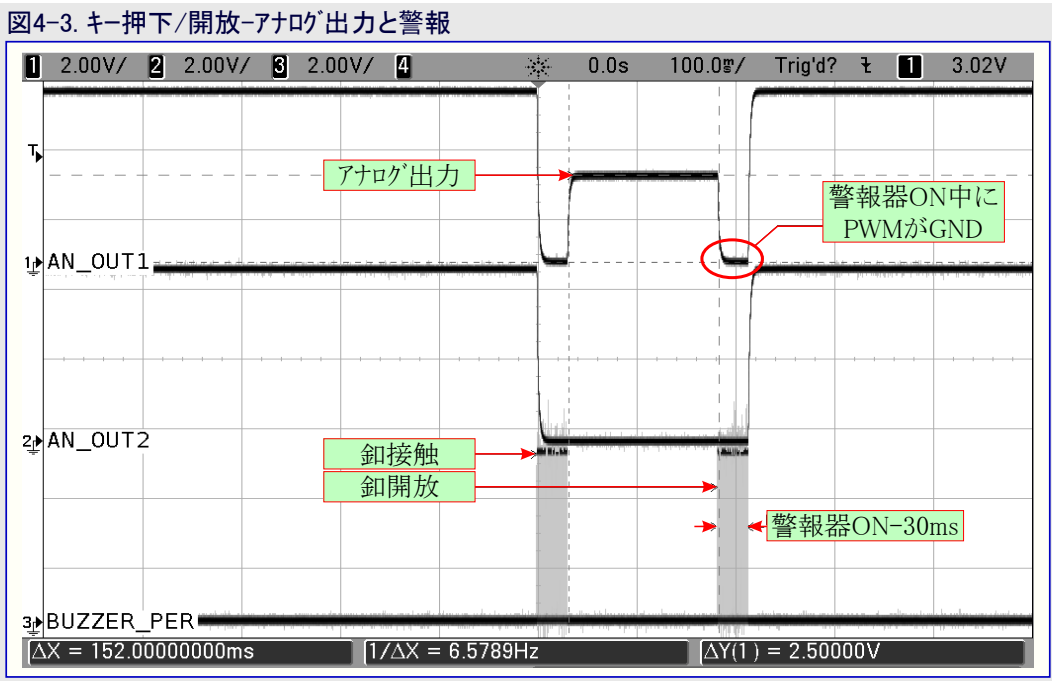 図4-3. キー押下/開放-アナログ出力と警報
1 2.00V/ 2 2.00V/ 3 2.00V/ 4 0.0s 100.0m/ Trig'd? 1 3.02V
T
アナログ出力
警報器ON中に
PWMがGND
1 AN_OUT1
2 AN_OUT2
釦接触
釦開放
警報器ON-30ms
3 BUZZER_PER
ΔX = 152.00000000ms 1/ΔX = 6.5789Hz ΔY(1) = 2.50000V